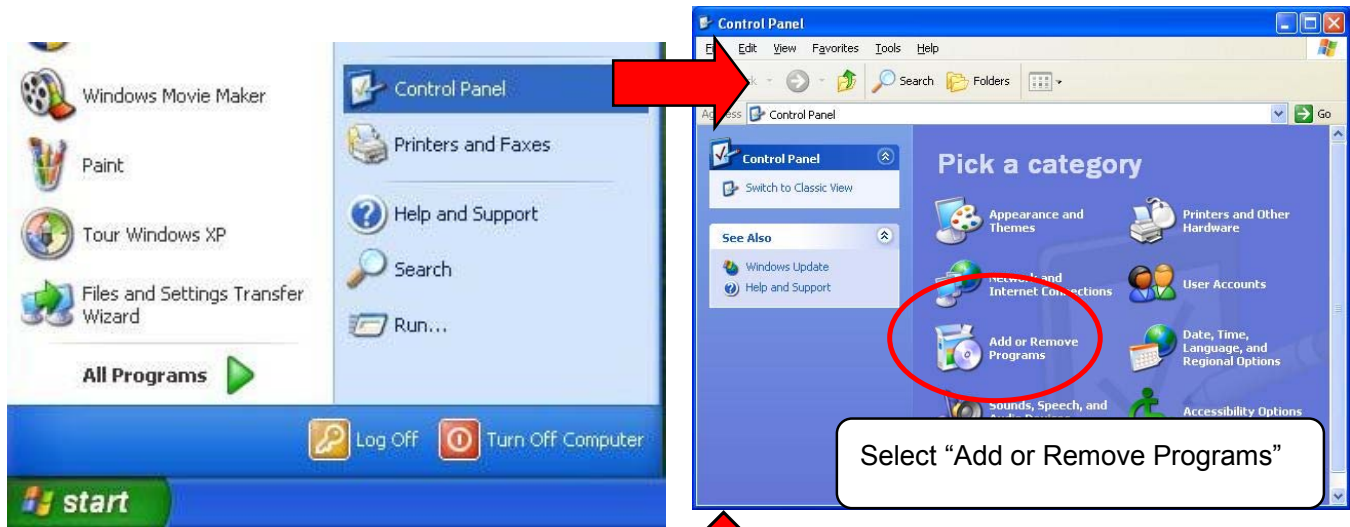 Windows Movie Maker
Paint
Tour Windows XP
Files and Settings Transfer
Wizard
All Programs
Control Panel
Printers and Faxes
Help and Support
Search
Run...
Log Off
Turn Off Computer
start
Control Panel
Edit View Favorites Tools Help
Search Folders
Control Panel
Go
Control Panel
Switch to Classic View
See Also
Windows Update
Help and Support
Pick a category
Appearance and
Themes
Printers and Other
Hardware
Network and
Internet Connections
User Accounts
Add or Remove
Programs
Date, Time,
Language, and
Regional Options
Sounds, Speech, and
Accessibility Options
Select “Add or Remove Programs”